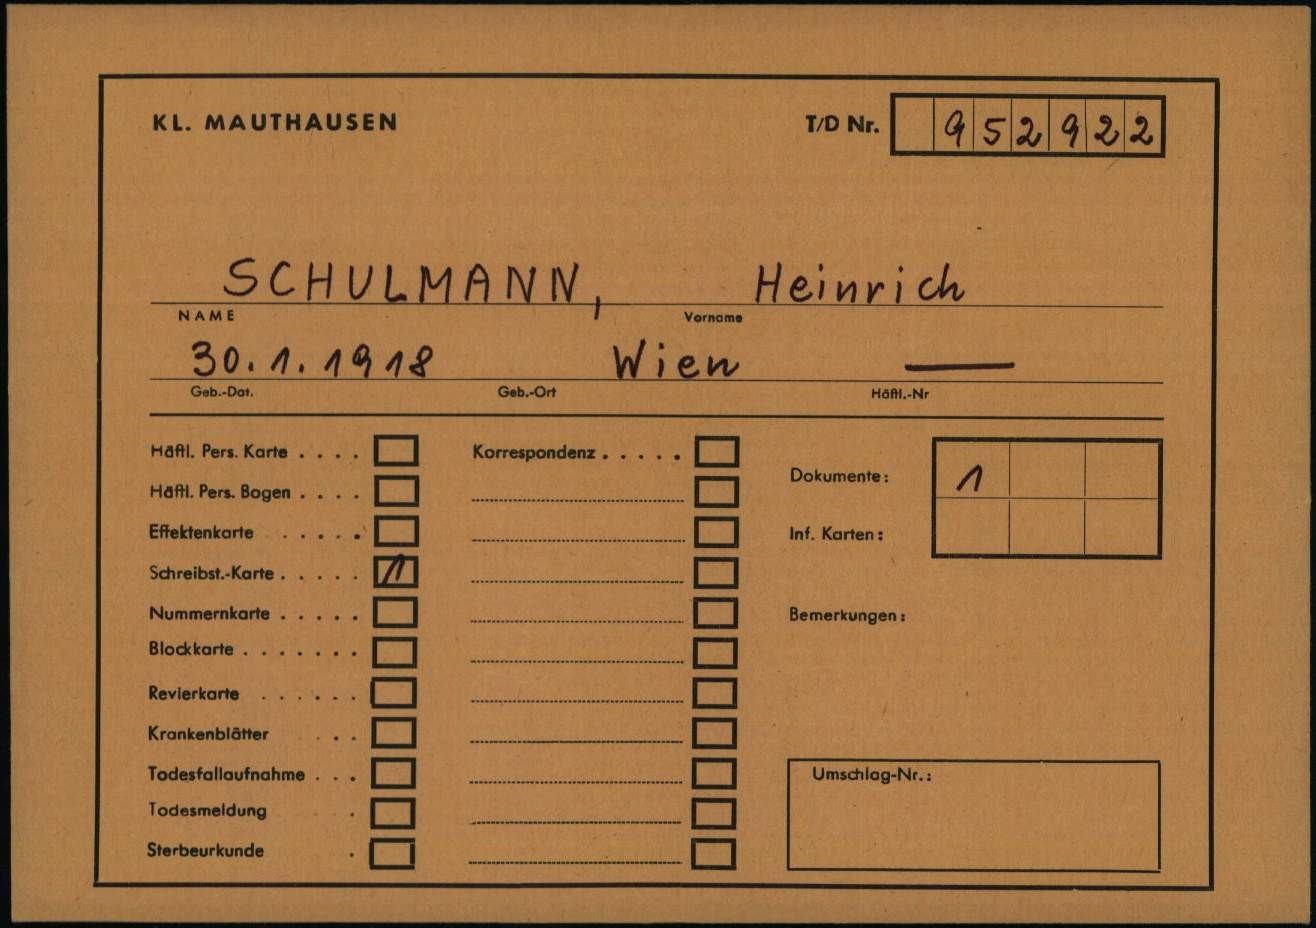 KL. MAUTHAUSEN
T/D Nr. 952922
SCHULMANN, Heinrich
NAME Vorname
30.1.1918 Wien —
Geb.-Dat. Geb.-Ort Häftl.-Nr
Häftl. Pers. Karte . . . .
Häftl. Pers. Bogen . . . .
Effektenkarte . . . . .
Schreibst.-Karte . . . . . 1
Nummernkarte . . . . .
Blockkarte . . . . . . .
Revierkarte . . . . . .
Krankenblätter . . .
Todesfallaufnahme . . .
Todesmeldung .
Sterbeurkunde .
Korrespondenz . . . . .
Dokumente: 1
Inf. Karten:
Bemerkungen:
Umschlag-Nr.: